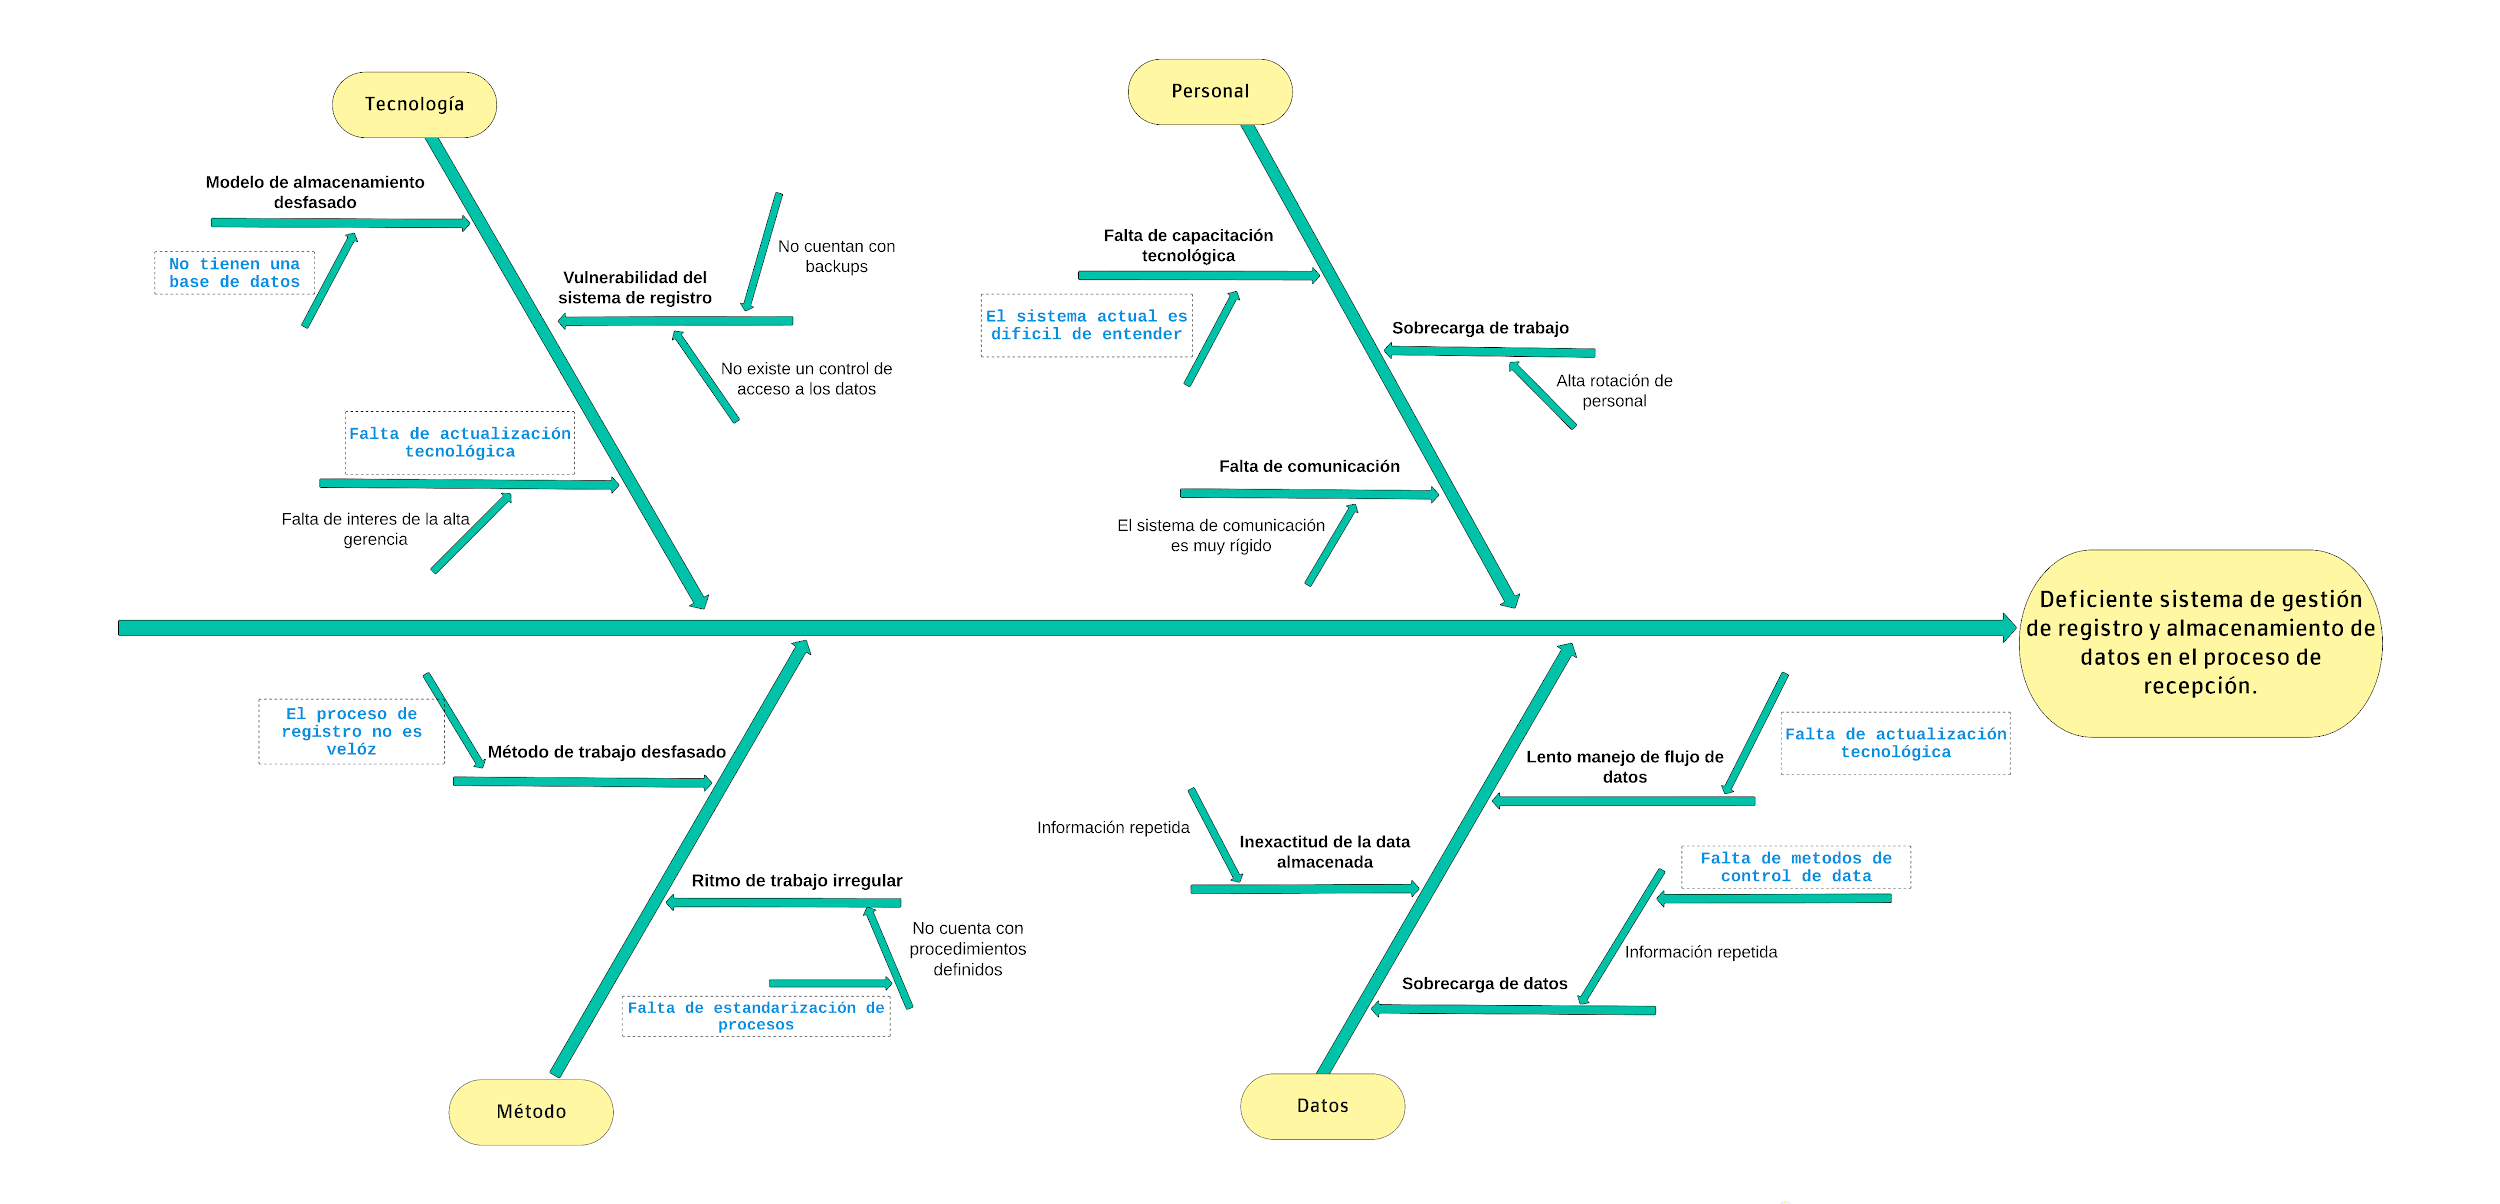 Tecnología
Modelo de almacenamiento
desfasado
No tienen una
base de datos
Vulnerabilidad del
sistema de registro
No cuentan con
backups
No existe un control de
acceso a los datos
Falta de actualización
tecnológica
Falta de interes de la alta
gerencia
Personal
Falta de capacitación
tecnológica
El sistema actual es
dificil de entender
Sobrecarga de trabajo
Alta rotación de
personal
Falta de comunicación
El sistema de comunicación
es muy rígido
Deficiente sistema de gestión
de registro y almacenamiento de
datos en el proceso de
recepción.
El proceso de
registro no es
velóz
Método de trabajo desfasado
Ritmo de trabajo irregular
No cuenta con
procedimientos
definidos
Falta de estandarización de
procesos
Método
Lento manejo de flujo de
datos
Falta de actualización
tecnológica
Información repetida
Inexactitud de la data
almacenada
Falta de metodos de
control de data
Información repetida
Sobrecarga de datos
Datos